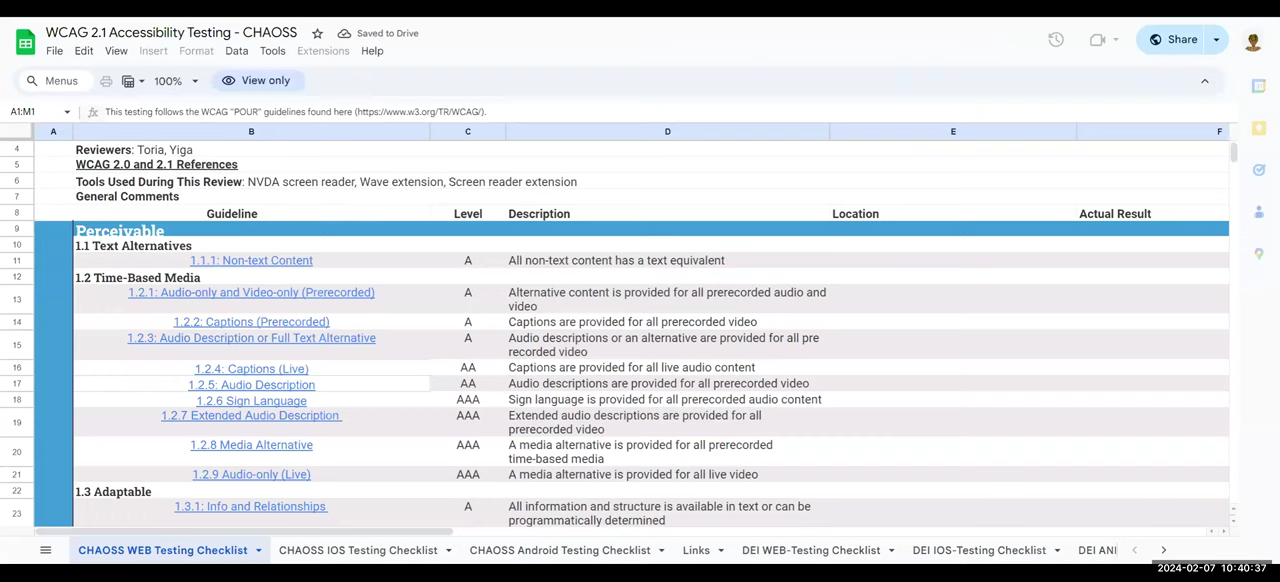 WCAG 2.1 Accessibility Testing - CHAOSS Saved to Drive
File Edit View Insert Format Data Tools Extensions Help
Share
Menus 100% View only
A1:M1 fx This testing follows the WCAG "POUR" guidelines found here (https://www.w3.org/TR/WCAG/).
A B C D E F
4 Reviewers: Toria, Yiga
5 WCAG 2.0 and 2.1 References
6 Tools Used During This Review: NVDA screen reader, Wave extension, Screen reader extension
7 General Comments
8 Guideline Level Description Location Actual Result
9 Perceivable
10 1.1 Text Alternatives
11 1.1.1: Non-text Content A All non-text content has a text equivalent
12 1.2 Time-Based Media
13 1.2.1: Audio-only and Video-only (Prerecorded) A Alternative content is provided for all prerecorded audio and
video
14 1.2.2: Captions (Prerecorded) A Captions are provided for all prerecorded video
15 1.2.3: Audio Description or Full Text Alternative A Audio descriptions or an alternative are provided for all pre
recorded video
16 1.2.4: Captions (Live) AA Captions are provided for all live audio content
17 1.2.5: Audio Description AA Audio descriptions are provided for all prerecorded video
18 1.2.6 Sign Language AAA Sign language is provided for all prerecorded audio content
19 1.2.7 Extended Audio Description AAA Extended audio descriptions are provided for all
prerecorded video
20 1.2.8 Media Alternative AAA A media alternative is provided for all prerecorded
time-based media
21 1.2.9 Audio-only (Live) AAA A media alternative is provided for all live video
22 1.3 Adaptable
23 1.3.1: Info and Relationships A All information and structure is available in text or can be
programmatically determined
CHAOSS WEB Testing Checklist CHAOSS IOS Testing Checklist CHAOSS Android Testing Checklist Links DEI WEB-Testing Checklist DEI IOS-Testing Checklist DEI ANI
2024-02-07 10:40:37